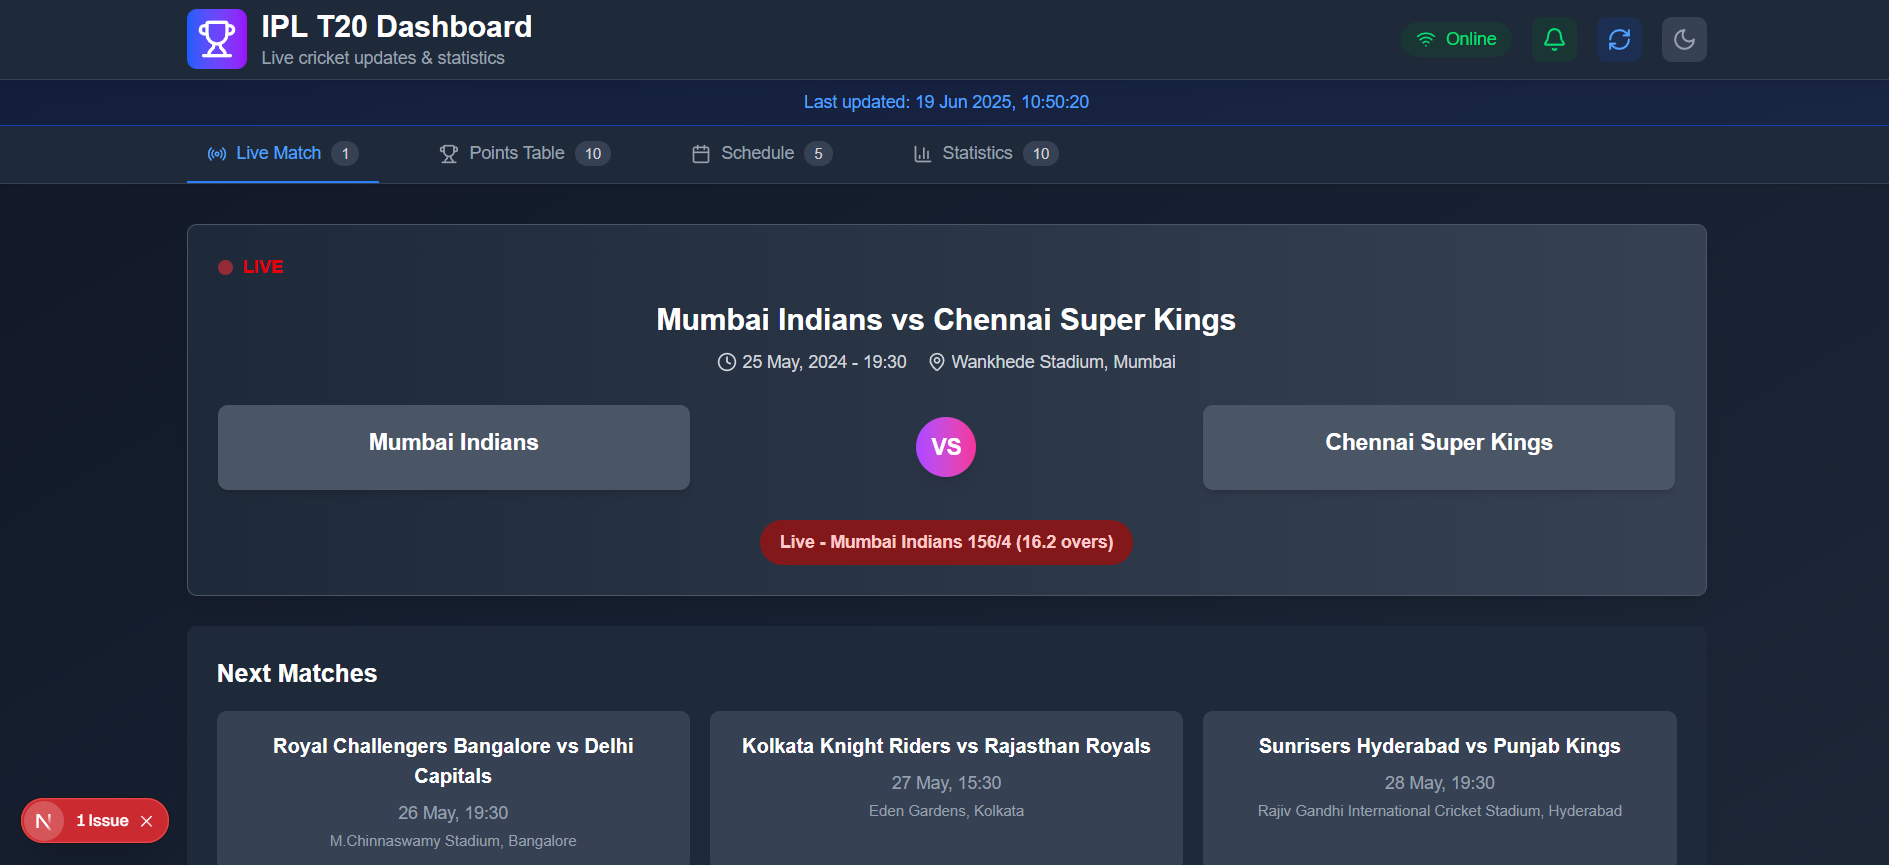 IPL T20 Dashboard
Live cricket updates & statistics
Online
Last updated: 19 Jun 2025, 10:50:20
Live Match 1
Points Table 10
Schedule 5
Statistics 10
LIVE
Mumbai Indians vs Chennai Super Kings
25 May, 2024 - 19:30 Wankhede Stadium, Mumbai
Mumbai Indians
VS
Chennai Super Kings
Live - Mumbai Indians 156/4 (16.2 overs)
Next Matches
Royal Challengers Bangalore vs Delhi
Capitals
26 May, 19:30
M.Chinnaswamy Stadium, Bangalore
Kolkata Knight Riders vs Rajasthan Royals
27 May, 15:30
Eden Gardens, Kolkata
Sunrisers Hyderabad vs Punjab Kings
28 May, 19:30
Rajiv Gandhi International Cricket Stadium, Hyderabad
N 1 Issue